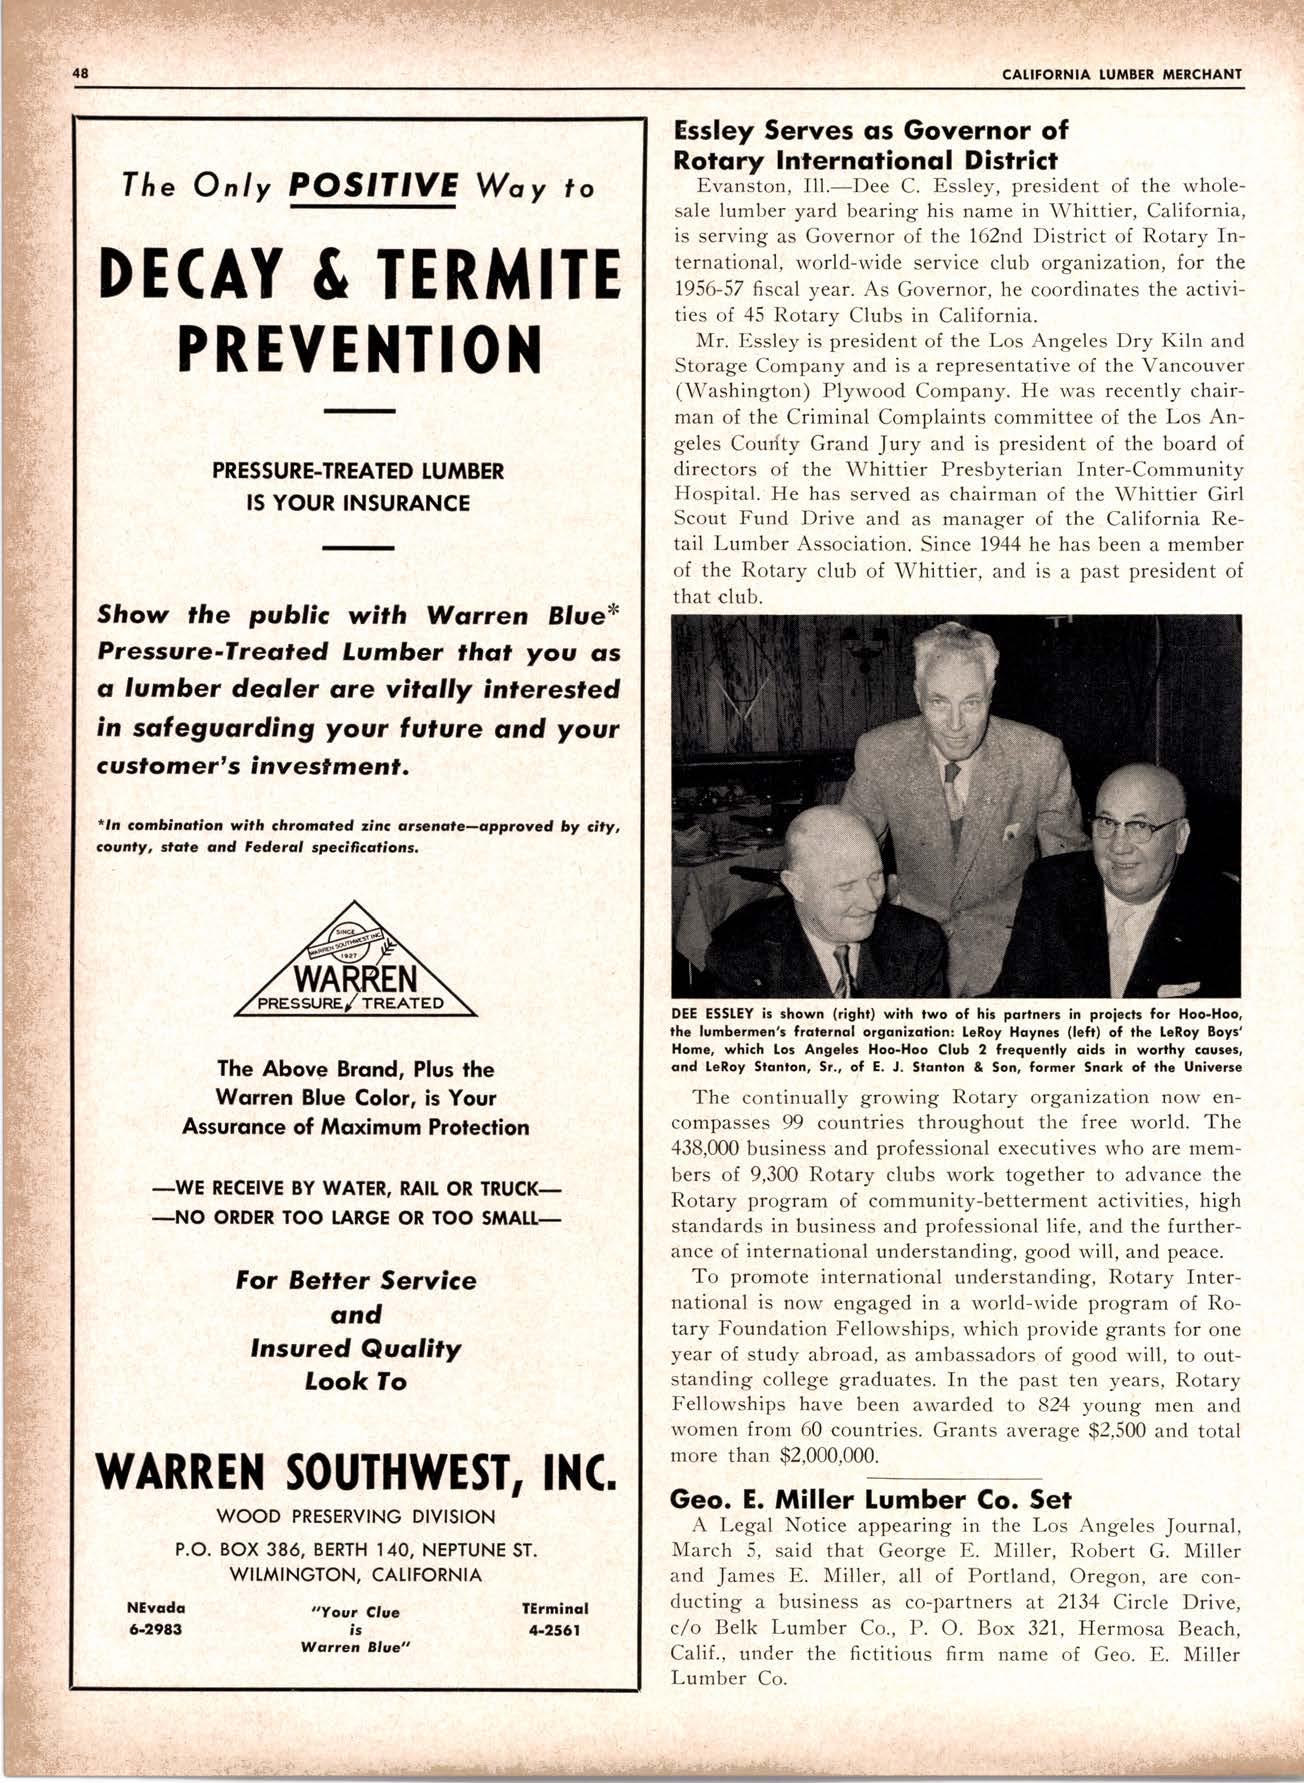 48
CALIFORNIA LUMBER MERCHANT
The Only POSITIVE Way to
DECAY & TERMITE
PREVENTION
PRESSURE-TREATED LUMBER
IS YOUR INSURANCE
Show the public with Warren Blue*
Pressure-Treated Lumber that you as
a lumber dealer are vitally interested
in safeguarding your future and your
customer's investment.
*In combination with chromated zinc arsenate—approved by city,
county, state and Federal specifications.
SINCE
WARREN SOUTHWEST INC.
1927
WARREN
PRESSURE TREATED
The Above Brand, Plus the
Warren Blue Color, is Your
Assurance of Maximum Protection
—WE RECEIVE BY WATER, RAIL OR TRUCK—
—NO ORDER TOO LARGE OR TOO SMALL—
For Better Service
and
Insured Quality
Look To
WARREN SOUTHWEST, INC.
WOOD PRESERVING DIVISION
P.O. BOX 386, BERTH 140, NEPTUNE ST.
WILMINGTON, CALIFORNIA
NEvada
6-2983
"Your Clue
is
Warren Blue"
TErminal
4-2561
Essley Serves as Governor of
Rotary International District
Evanston, Ill.—Dee C. Essley, president of the whole-
sale lumber yard bearing his name in Whittier, California,
is serving as Governor of the 162nd District of Rotary In-
ternational, world-wide service club organization, for the
1956-57 fiscal year. As Governor, he coordinates the activi-
ties of 45 Rotary Clubs in California.
Mr. Essley is president of the Los Angeles Dry Kiln and
Storage Company and is a representative of the Vancouver
(Washington) Plywood Company. He was recently chair-
man of the Criminal Complaints committee of the Los An-
geles County Grand Jury and is president of the board of
directors of the Whittier Presbyterian Inter-Community
Hospital. He has served as chairman of the Whittier Girl
Scout Fund Drive and as manager of the California Re-
tail Lumber Association. Since 1944 he has been a member
of the Rotary club of Whittier, and is a past president of
that club.
DEE ESSLEY is shown (right) with two of his partners in projects for Hoo-Hoo,
the lumbermen's fraternal organization: LeRoy Haynes (left) of the LeRoy Boys'
Home, which Los Angeles Hoo-Hoo Club 2 frequently aids in worthy causes,
and LeRoy Stanton, Sr., of E. J. Stanton & Son, former Snark of the Universe
The continually growing Rotary organization now en-
compasses 99 countries throughout the free world. The
438,000 business and professional executives who are mem-
bers of 9,300 Rotary clubs work together to advance the
Rotary program of community-betterment activities, high
standards in business and professional life, and the further-
ance of international understanding, good will, and peace.
To promote international understanding, Rotary Inter-
national is now engaged in a world-wide program of Ro-
tary Foundation Fellowships, which provide grants for one
year of study abroad, as ambassadors of good will, to out-
standing college graduates. In the past ten years, Rotary
Fellowships have been awarded to 824 young men and
women from 60 countries. Grants average $2,500 and total
more than $2,000,000.
Geo. E. Miller Lumber Co. Set
A Legal Notice appearing in the Los Angeles Journal,
March 5, said that George E. Miller, Robert G. Miller
and James E. Miller, all of Portland, Oregon, are con-
ducting a business as co-partners at 2134 Circle Drive,
c/o Belk Lumber Co., P. O. Box 321, Hermosa Beach,
Calif., under the fictitious firm name of Geo. E. Miller
Lumber Co.